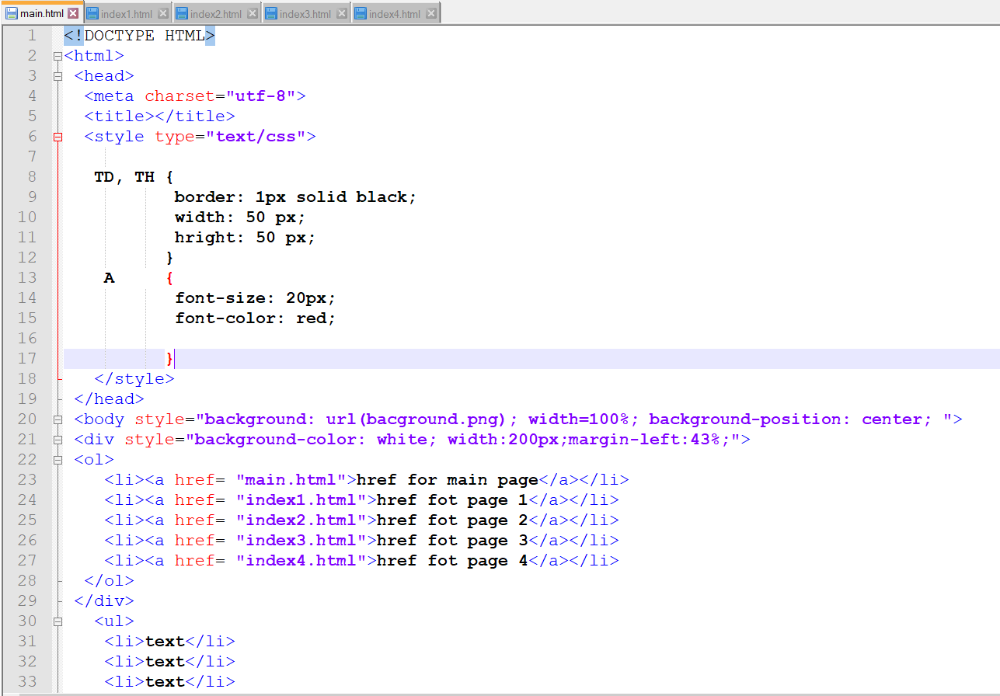 main.html index1.html index2.html index3.html index4.html
1 <!DOCTYPE HTML>
2 <html>
3 <head>
4 <meta charset="utf-8">
5 <title></title>
6 <style type="text/css">
7
8 TD, TH {
9 border: 1px solid black;
10 width: 50 px;
11 hright: 50 px;
12 }
13 A {
14 font-size: 20px;
15 font-color: red;
16
17 }
18 </style>
19 </head>
20 <body style="background: url(bacground.png); width=100%; background-position: center; ">
21 <div style="background-color: white; width:200px;margin-left:43%;">
22 <ol>
23 <li><a href= "main.html">href for main page</a></li>
24 <li><a href= "index1.html">href fot page 1</a></li>
25 <li><a href= "index2.html">href fot page 2</a></li>
26 <li><a href= "index3.html">href fot page 3</a></li>
27 <li><a href= "index4.html">href fot page 4</a></li>
28 </ol>
29 </div>
30 <ul>
31 <li>text</li>
32 <li>text</li>
33 <li>text</li>